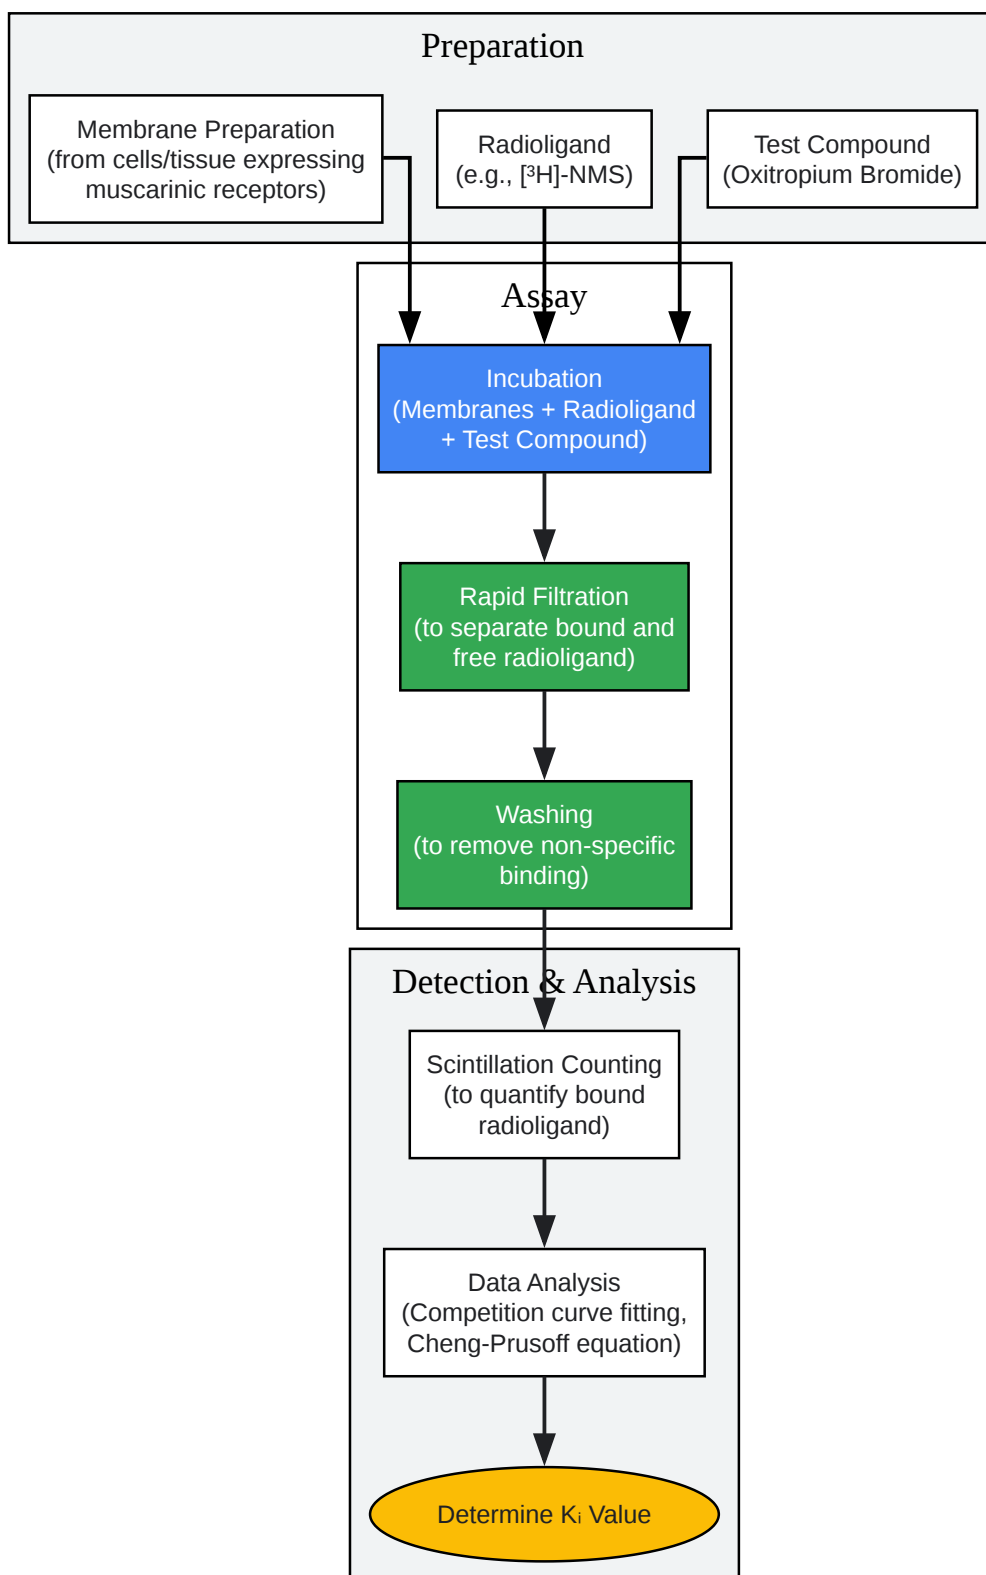 Preparation
Membrane Preparation
(from cells/tissue expressing
muscarinic receptors)
Radioligand
(e.g., [³H]-NMS)
Test Compound
(Oxitropium Bromide)
Assay
Incubation
(Membranes + Radioligand
+ Test Compound)
Rapid Filtration
(to separate bound and
free radioligand)
Washing
(to remove non-specific
binding)
Detection & Analysis
Scintillation Counting
(to quantify bound
radioligand)
Data Analysis
(Competition curve fitting,
Cheng-Prusoff equation)
Determine Kᵢ Value